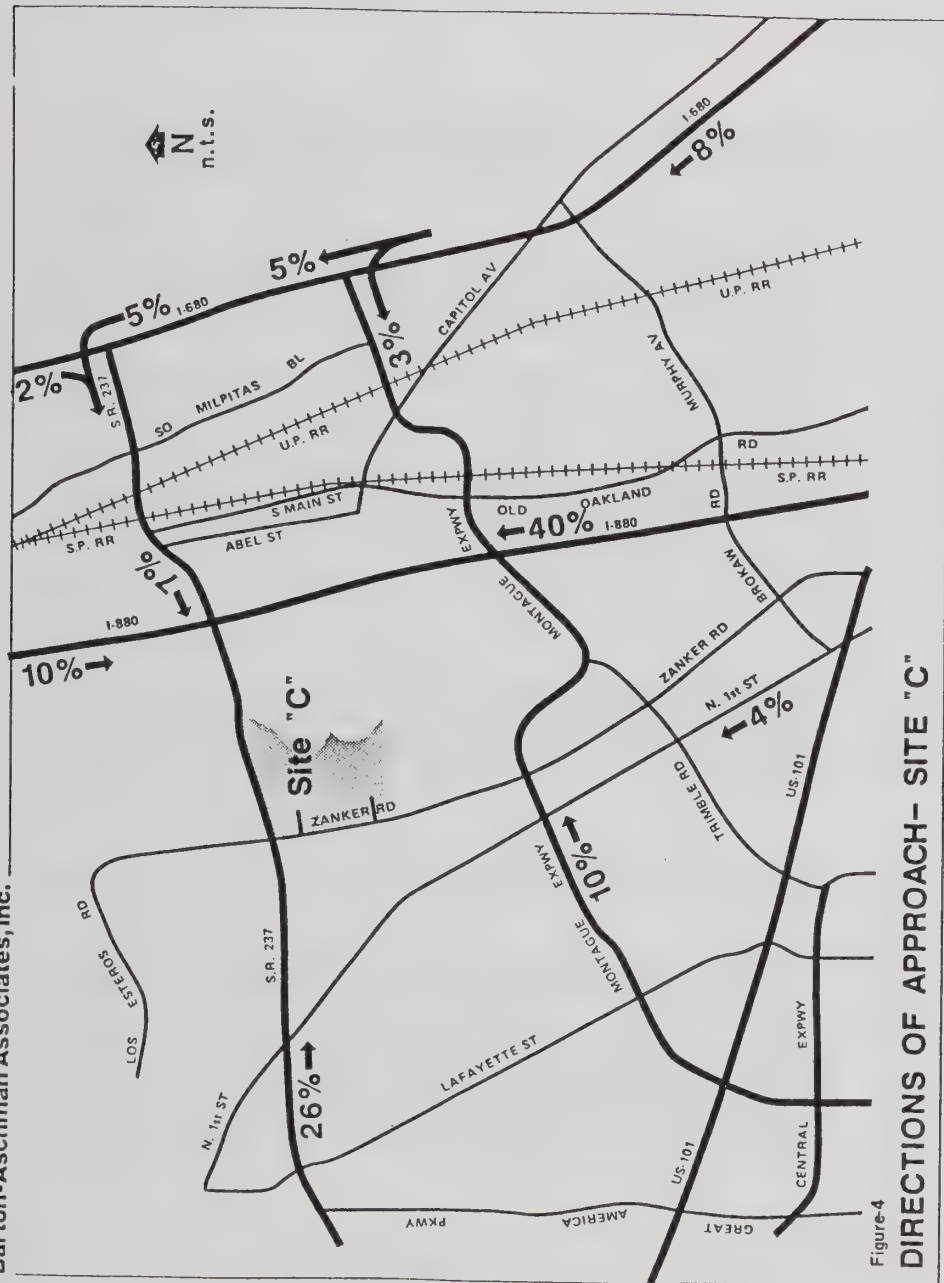 Barton-Aschman Associates, Inc.
N
n.t.s.
2%
5%
I-680
S.R. 237
5%
3%
8%
I-680
SO MILPITAS BL
U.P. RR
CAPITOL AV
U.P. RR
MURPHY AV
S.P. RR
S MAIN ST
ABEL ST
7%
10%
I-880
OLD OAKLAND RD
S.P. RR
40%
I-880
MONTAGUE EXPWY
BROKAW RD
ZANKER RD
N. 1st ST
4%
Site "C"
ZANKER RD
LOS ESTEROS RD
S.R. 237
TRIMBLE RD
US-101
10%
MONTAGUE EXPWY
26%
N. 1st ST
LAFAYETTE ST
US-101
CENTRAL EXPWY
GREAT AMERICA PKWY
Figure-4
DIRECTIONS OF APPROACH- SITE "C"